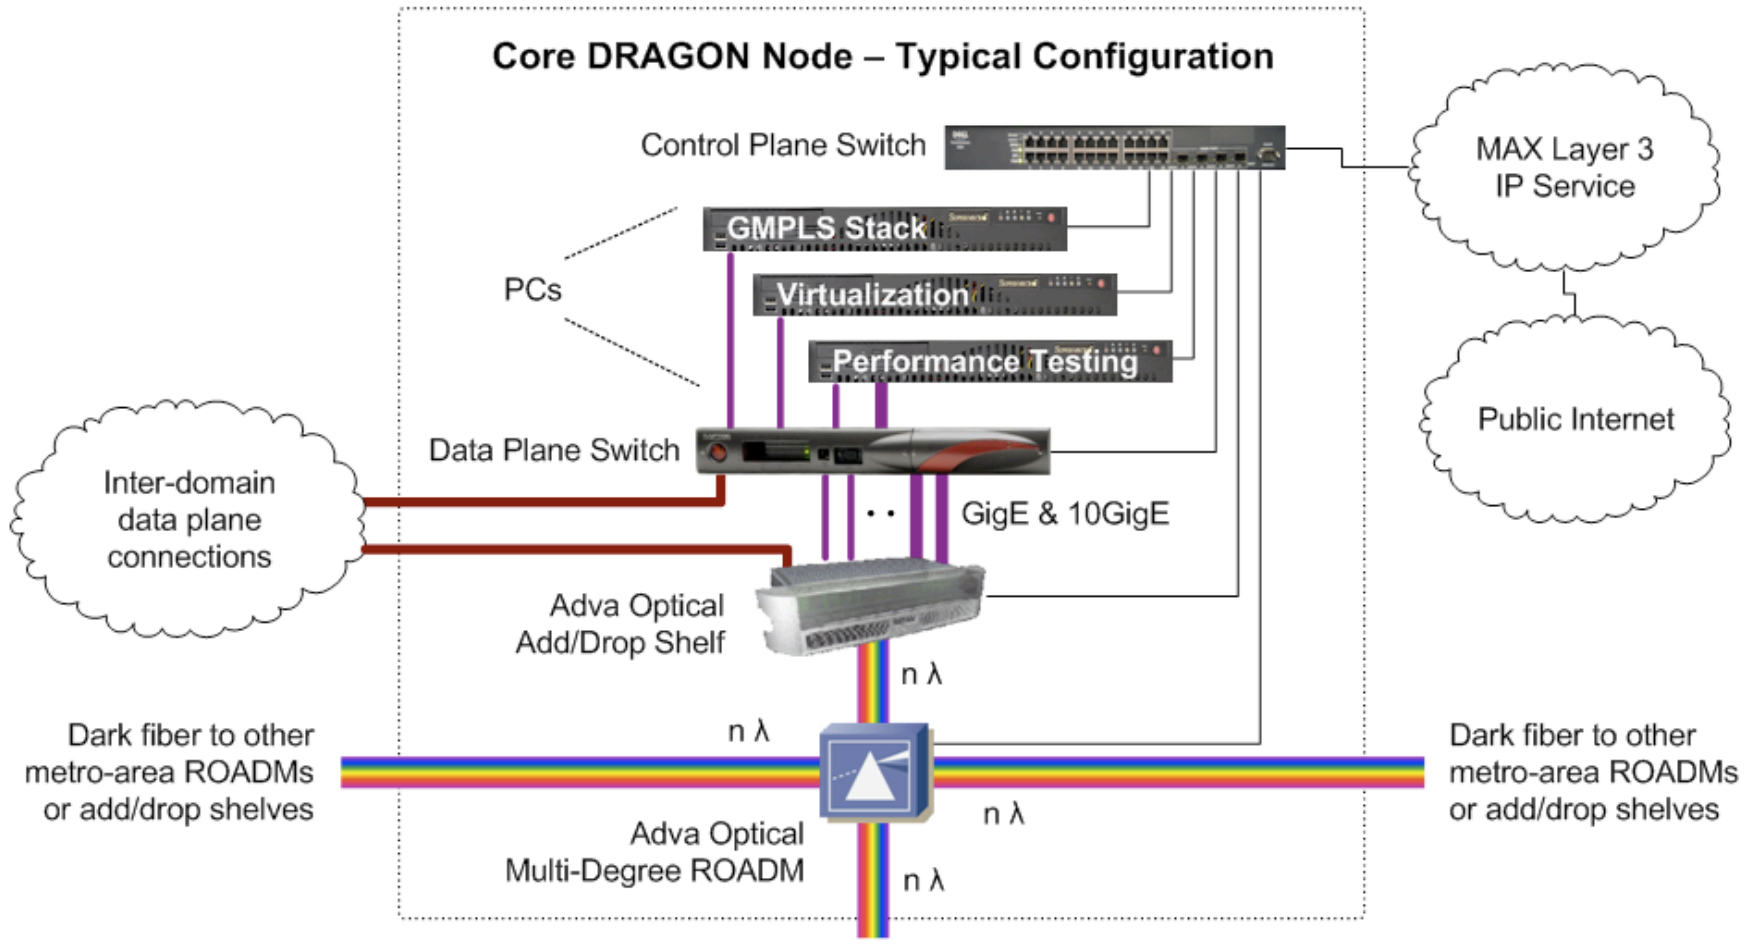 Core DRAGON Node – Typical Configuration
Control Plane Switch
DELL
MAX Layer 3
IP Service
GMPLS Stack
PCs
Virtualization
Performance Testing
Public Internet
Data Plane Switch
Inter-domain
data plane
connections
GigE & 10GigE
Adva Optical
Add/Drop Shelf
n λ
n λ
Dark fiber to other
metro-area ROADMs
or add/drop shelves
Dark fiber to other
metro-area ROADMs
or add/drop shelves
n λ
Adva Optical
Multi-Degree ROADM
n λ